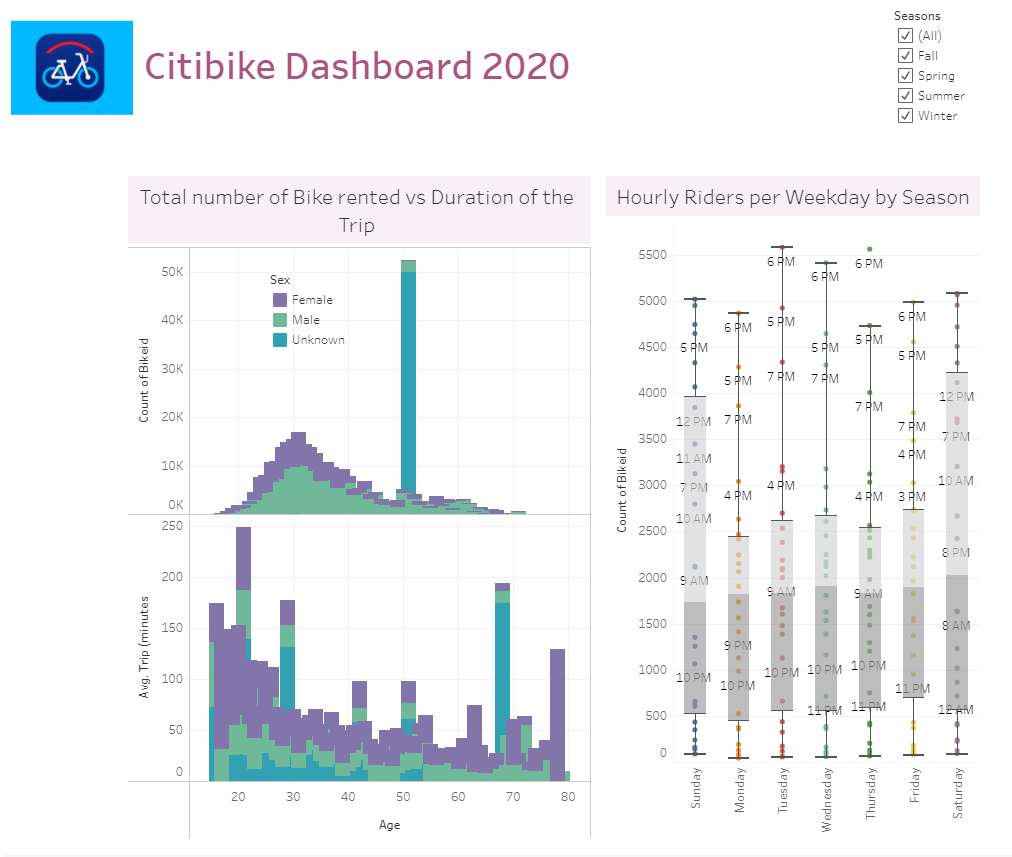 Seasons
(All)
Fall
Spring
Summer
Winter
Citibike Dashboard 2020
Total number of Bike rented vs Duration of the
Trip
Sex
Female
Male
Unknown
Count of Bikeid
50K
40K
30K
20K
10K
0K
Avg. Trip (minutes
250
200
150
100
50
0
20 30 40 50 60 70 80
Age
Hourly Riders per Weekday by Season
Count of Bikeid
5500
5000
4500
4000
3500
3000
2500
2000
1500
1000
500
0
5 PM
12 PM
11 AM
7 PM
10 AM
9 AM
10 PM
6 PM
5 PM
7 PM
4 PM
9 PM
10 PM
6 PM
5 PM
7 PM
4 PM
9 AM
10 PM
6 PM
5 PM
7 PM
10 PM
11 PM
6 PM
5 PM
7 PM
4 PM
9 AM
10 PM
11 PM
6 PM
5 PM
7 PM
4 PM
3 PM
11 PM
12 PM
7 PM
10 AM
8 PM
8 AM
12 AM
Sunday
Monday
Tuesday
Wednesday
Thursday
Friday
Saturday